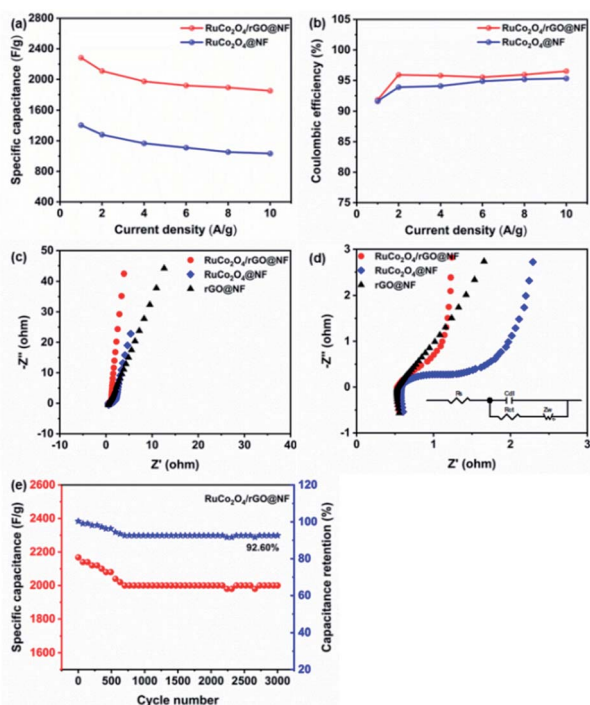 (a)
RuCo₂O₄/rGO@NF
RuCo₂O₄@NF
Specific capacitance (F/g)
2800
2400
2000
1600
1200
800
400
0 2 4 6 8 10
Current density (A/g)
(b)
RuCo₂O₄/rGO@NF
RuCo₂O₄@NF
Coulombic efficiency (%)
100
95
90
85
80
75
0 2 4 6 8 10
Current density (A/g)
(c)
RuCo₂O₄/rGO@NF
RuCo₂O₄@NF
rGO@NF
-Z'' (ohm)
50
40
30
20
10
0
-10
-10 0 10 20 30 40
Z' (ohm)
(d)
RuCo₂O₄/rGO@NF
RuCo₂O₄@NF
rGO@NF
-Z'' (ohm)
3
2
1
0
-1
0 1 2 3
Rs
Cdl
Rct
Zw
Z' (ohm)
(e)
RuCo₂O₄/rGO@NF
92.60%
Specific capacitance (F/g)
2600
2400
2200
2000
1800
1600
Capacitance retention (%)
120
100
80
60
40
20
0 500 1000 1500 2000 2500 3000
Cycle number